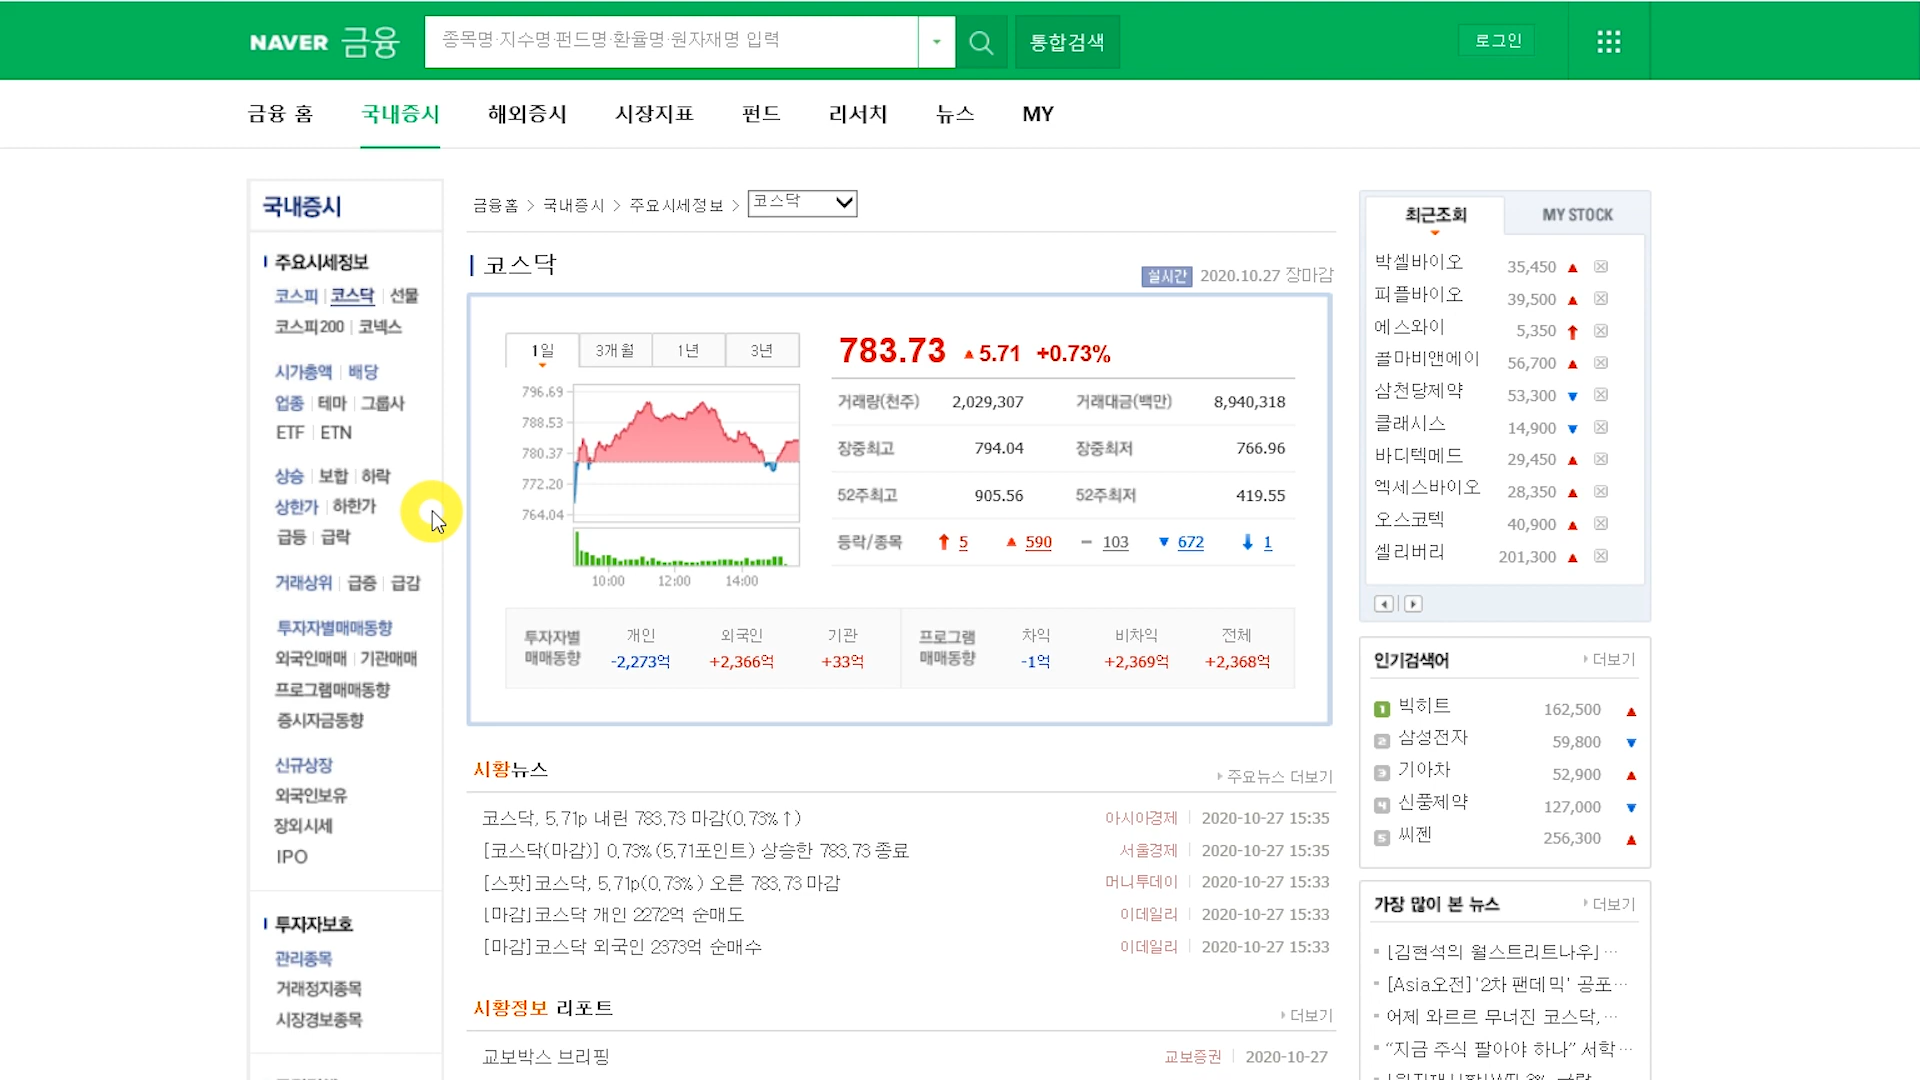 NAVER 금융
종목명·지수명·펀드명·환율명·원자재명 입력
통합검색
로그인
금융 홈 국내증시 해외증시 시장지표 펀드 리서치 뉴스 MY
국내증시
주요시세정보
코스피 코스닥 선물
코스피200 코넥스
시가총액 배당
업종 테마 그룹사
ETF ETN
상승 보합 하락
상한가 하한가
급등 급락
거래상위 급증 급감
투자자별매매동향
외국인매매 기관매매
프로그램매매동향
증시자금동향
신규상장
외국인보유
장외시세
IPO
투자자보호
관리종목
거래정지종목
시장경보종목
금융홈 > 국내증시 > 주요시세정보 > 코스닥
코스닥
실시간 2020.10.27 장마감
1일 3개월 1년 3년
796.69
788.53
780.37
772.20
764.04
10:00 12:00 14:00
783.73 ▲5.71 +0.73%
거래량(천주) 2,029,307 거래대금(백만) 8,940,318
장중최고 794.04 장중최저 766.96
52주최고 905.56 52주최저 419.55
등락/종목 ↑ 5 ▲ 590 − 103 ▼ 672 ↓ 1
투자자별 매매동향 개인 -2,273억 외국인 +2,366억 기관 +33억
프로그램 매매동향 차익 -1억 비차익 +2,369억 전체 +2,368억
시황뉴스
주요뉴스 더보기
코스닥, 5.71p 내린 783.73 마감(0.73%↑) 아시아경제 2020-10-27 15:35
[코스닥(마감)] 0.73%(5.71포인트) 상승한 783.73 종료 서울경제 2020-10-27 15:35
[스팟]코스닥, 5.71p(0.73%) 오른 783.73 마감 머니투데이 2020-10-27 15:33
[마감]코스닥 개인 2272억 순매도 이데일리 2020-10-27 15:33
[마감]코스닥 외국인 2373억 순매수 이데일리 2020-10-27 15:33
시황정보 리포트
더보기
교보박스 브리핑 교보증권 2020-10-27
최근조회 MY STOCK
박셀바이오 35,450 ▲
피플바이오 39,500 ▲
에스와이 5,350 ↑
콜마비앤에이 56,700 ▲
삼천당제약 53,300 ▼
클래시스 14,900 ▼
바디텍메드 29,450 ▲
엑세스바이오 28,350 ▲
오스코텍 40,900 ▲
셀리버리 201,300 ▲
인기검색어 더보기
1 빅히트 162,500 ▲
2 삼성전자 59,800 ▼
3 기아차 52,900 ▲
4 신풍제약 127,000 ▼
5 씨젠 256,300 ▲
가장 많이 본 뉴스 더보기
[김현석의 월스트리트나우] ···
[Asia오전]'2차 팬데믹' 공포···
어제 와르르 무너진 코스닥,···
“지금 주식 팔아야 하나” 서학···